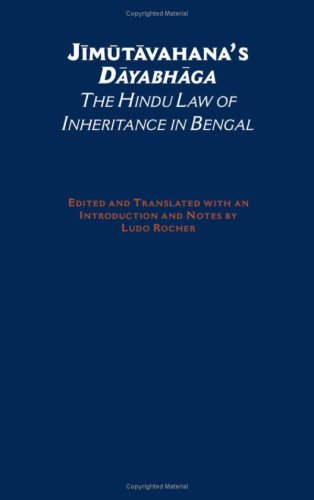 JĪMŪTAVĀHANA'S
DĀYABHĀGA
THE HINDU LAW OF
INHERITANCE IN BENGAL
EDITED AND TRANSLATED WITH AN
INTRODUCTION AND NOTES BY
LUDO ROCHER
Copyrighted Material
Copyrighted Material